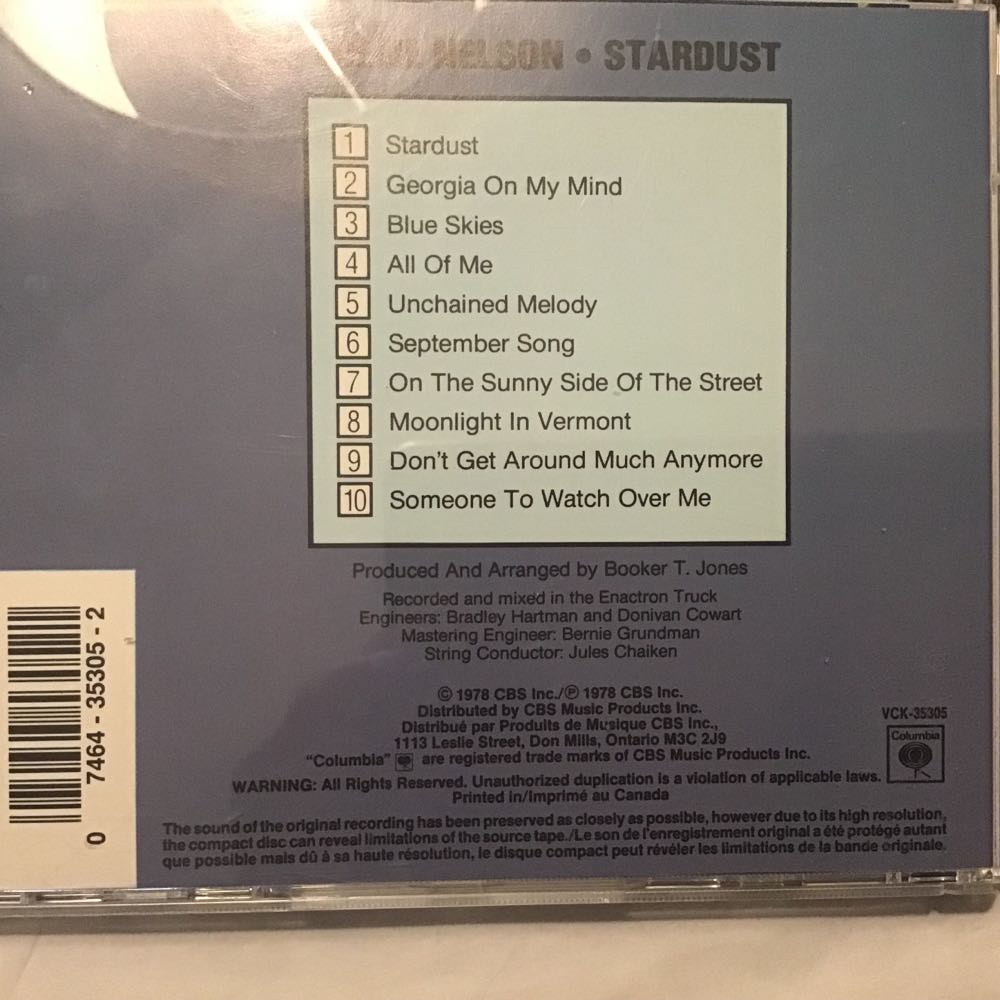 NELSON • STARDUST
1 Stardust
2 Georgia On My Mind
3 Blue Skies
4 All Of Me
5 Unchained Melody
6 September Song
7 On The Sunny Side Of The Street
8 Moonlight In Vermont
9 Don't Get Around Much Anymore
10 Someone To Watch Over Me
Produced And Arranged by Booker T. Jones
Recorded and mixed in the Enactron Truck
Engineers: Bradley Hartman and Donivan Cowart
Mastering Engineer: Bernie Grundman
String Conductor: Jules Chaiken
© 1978 CBS Inc./℗ 1978 CBS Inc.
Distributed by CBS Music Products Inc.
Distribué par Produits de Musique CBS Inc.,
1113 Leslie Street, Don Mills, Ontario M3C 2J9
"Columbia" are registered trade marks of CBS Music Products Inc.
WARNING: All Rights Reserved. Unauthorized duplication is a violation of applicable laws.
Printed in/Imprimé au Canada
VCK-35305
Columbia
The sound of the original recording has been preserved as closely as possible, however due to its high resolution,
the compact disc can reveal limitations of the source tape./Le son de l'enregistrement original a été protégé autant
que possible mais dû à sa haute résolution, le disque compact peut révéler les limitations de la bande originale.
0 7464-35305-2